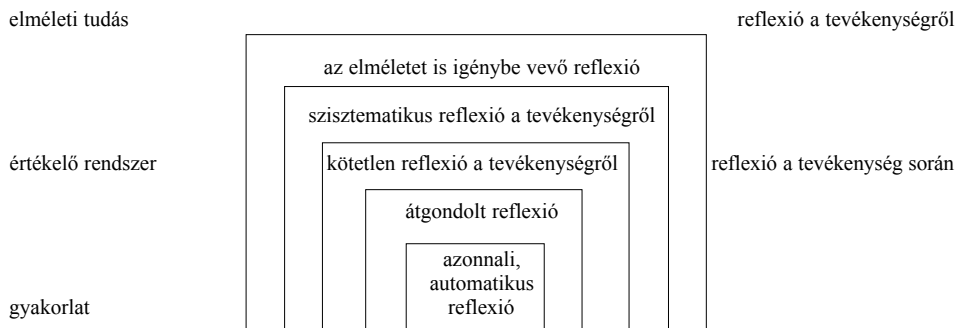 elméleti tudás
reflexió a tevékenységről
az elméletet is igénybe vevő reflexió
szisztematikus reflexió a tevékenységről
értékelő rendszer
kötetlen reflexió a tevékenységről
reflexió a tevékenység során
átgondolt reflexió
azonnali,
automatikus
reflexió
gyakorlat